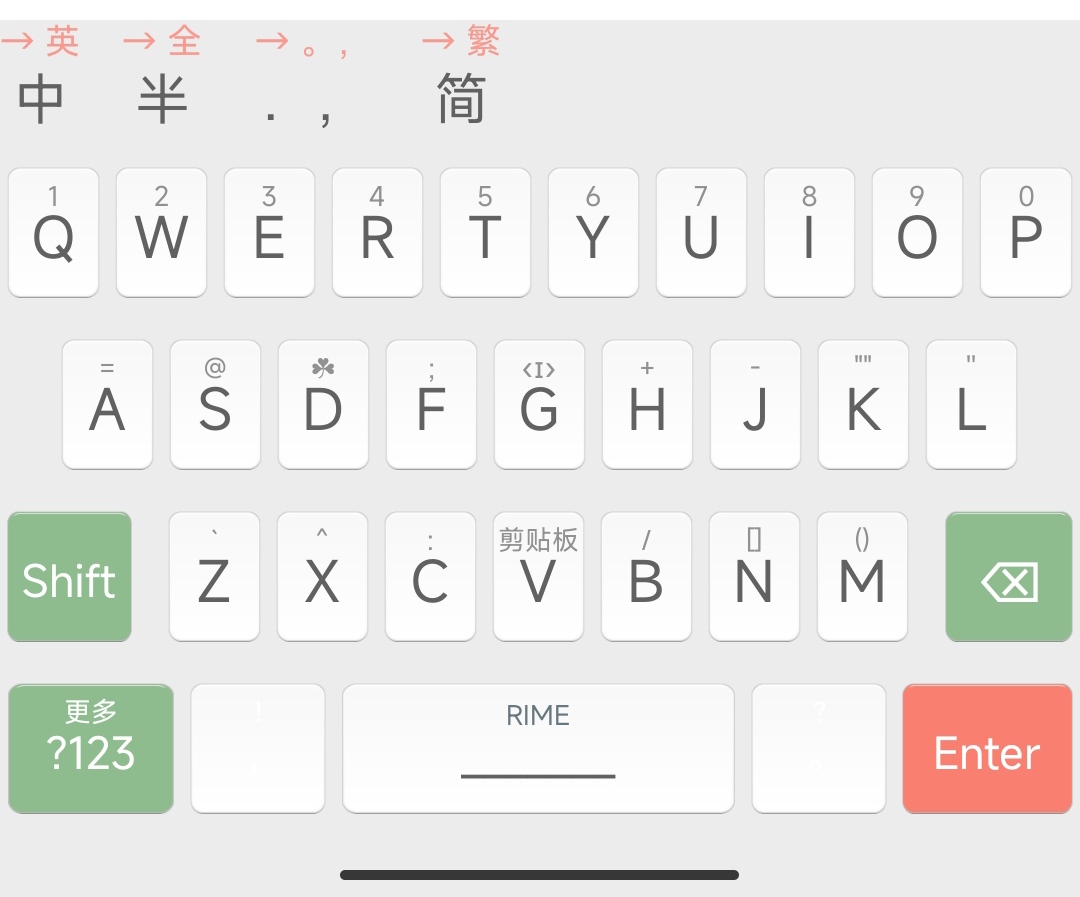 → 英 → 全 → 。, → 繁
中 半 . , 简
1 2 3 4 5 6 7 8 9 0
Q W E R T Y U I O P
= @ ☘ ; ‹I› + - "" "
A S D F G H J K L
` ^ : 剪贴板 / [] ()
Shift Z X C V B N M
更多 ! RIME ?
?123 , 。 Enter